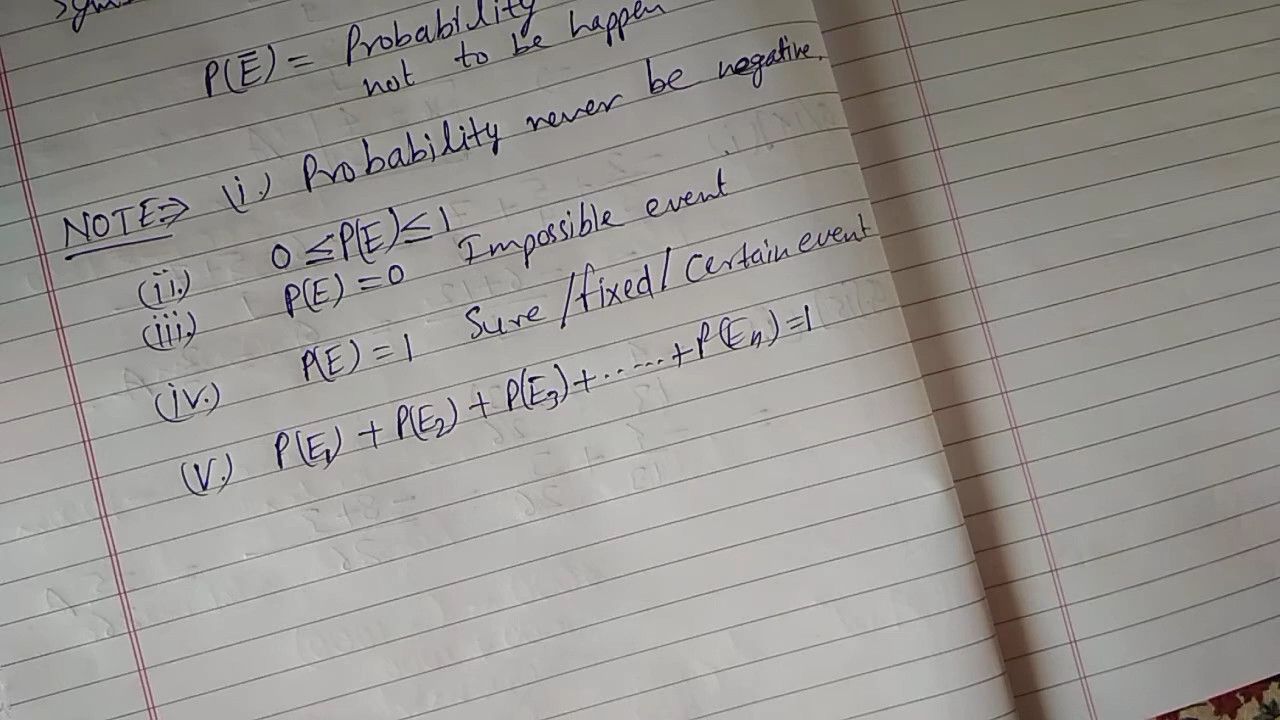 P(Ē) = Probability
not to be happen
NOTE⇒ (i.) Probability never be negative.
(ii.) 0 ≤ P(E) ≤ 1
(iii.) P(E) = 0 Impossible event
(iv.) P(E) = 1 Sure/fixed/certain event
(v.) P(E₁) + P(E₂) + P(E₃) + ...... + P(Eₙ) = 1